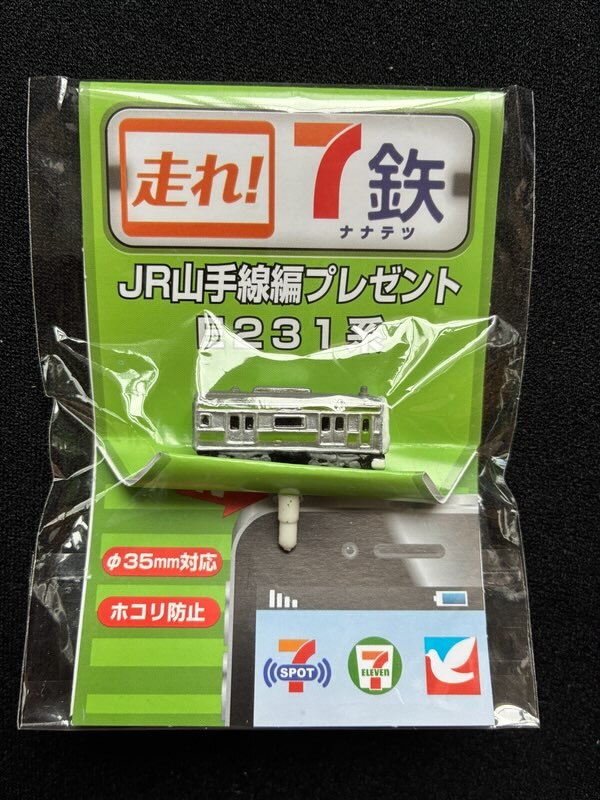 走れ!
7鉄
ナナテツ
JR山手線編プレゼント
E231系
φ35mm対応
ホコリ防止
7
SPOT
7
ELEVEN